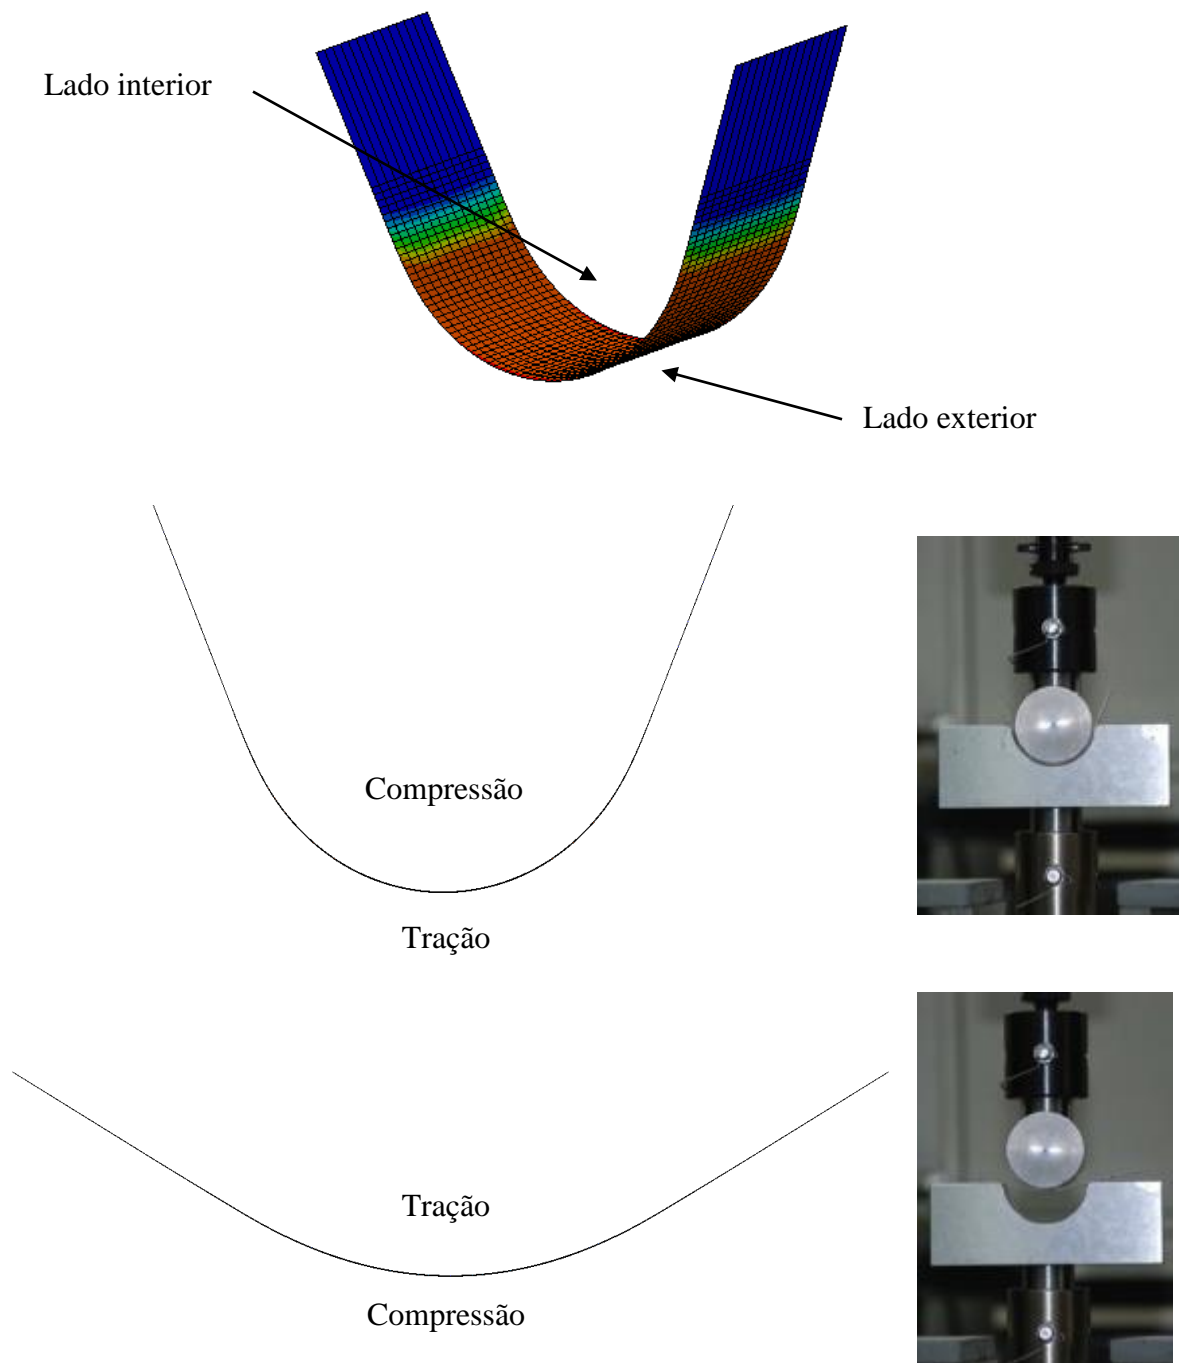 Lado interior
Lado exterior
Compressão
Tração
Tração
Compressão